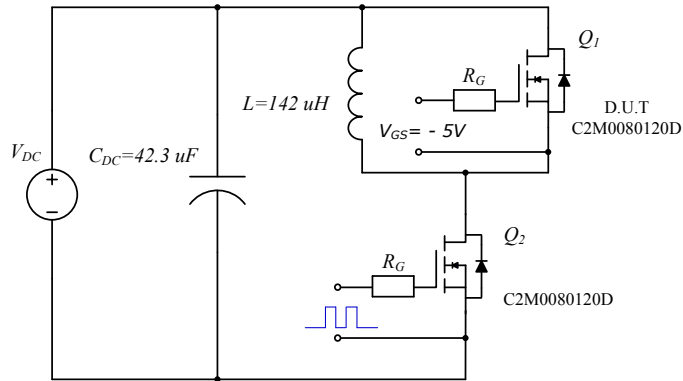 Q1
RG
L=142 uH
D.U.T
C2M0080120D
VGS= - 5V
VDC
CDC=42.3 uF
+
−
Q2
RG
C2M0080120D